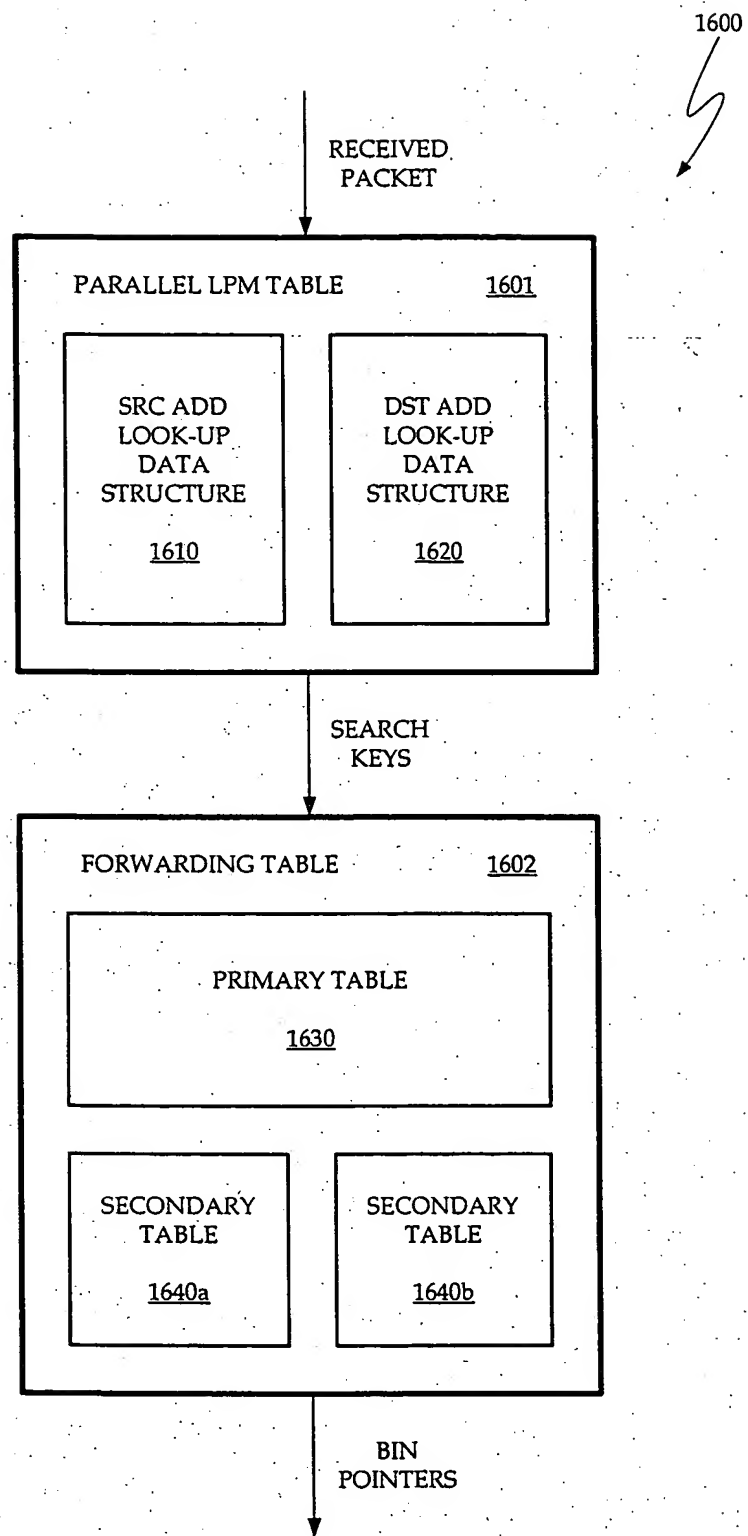 1600
RECEIVED
PACKET
PARALLEL LPM TABLE 1601
SRC ADD
LOOK-UP
DATA
STRUCTURE
1610
DST ADD
LOOK-UP
DATA
STRUCTURE
1620
SEARCH
KEYS
FORWARDING TABLE 1602
PRIMARY TABLE
1630
SECONDARY
TABLE
1640a
SECONDARY
TABLE
1640b
BIN
POINTERS